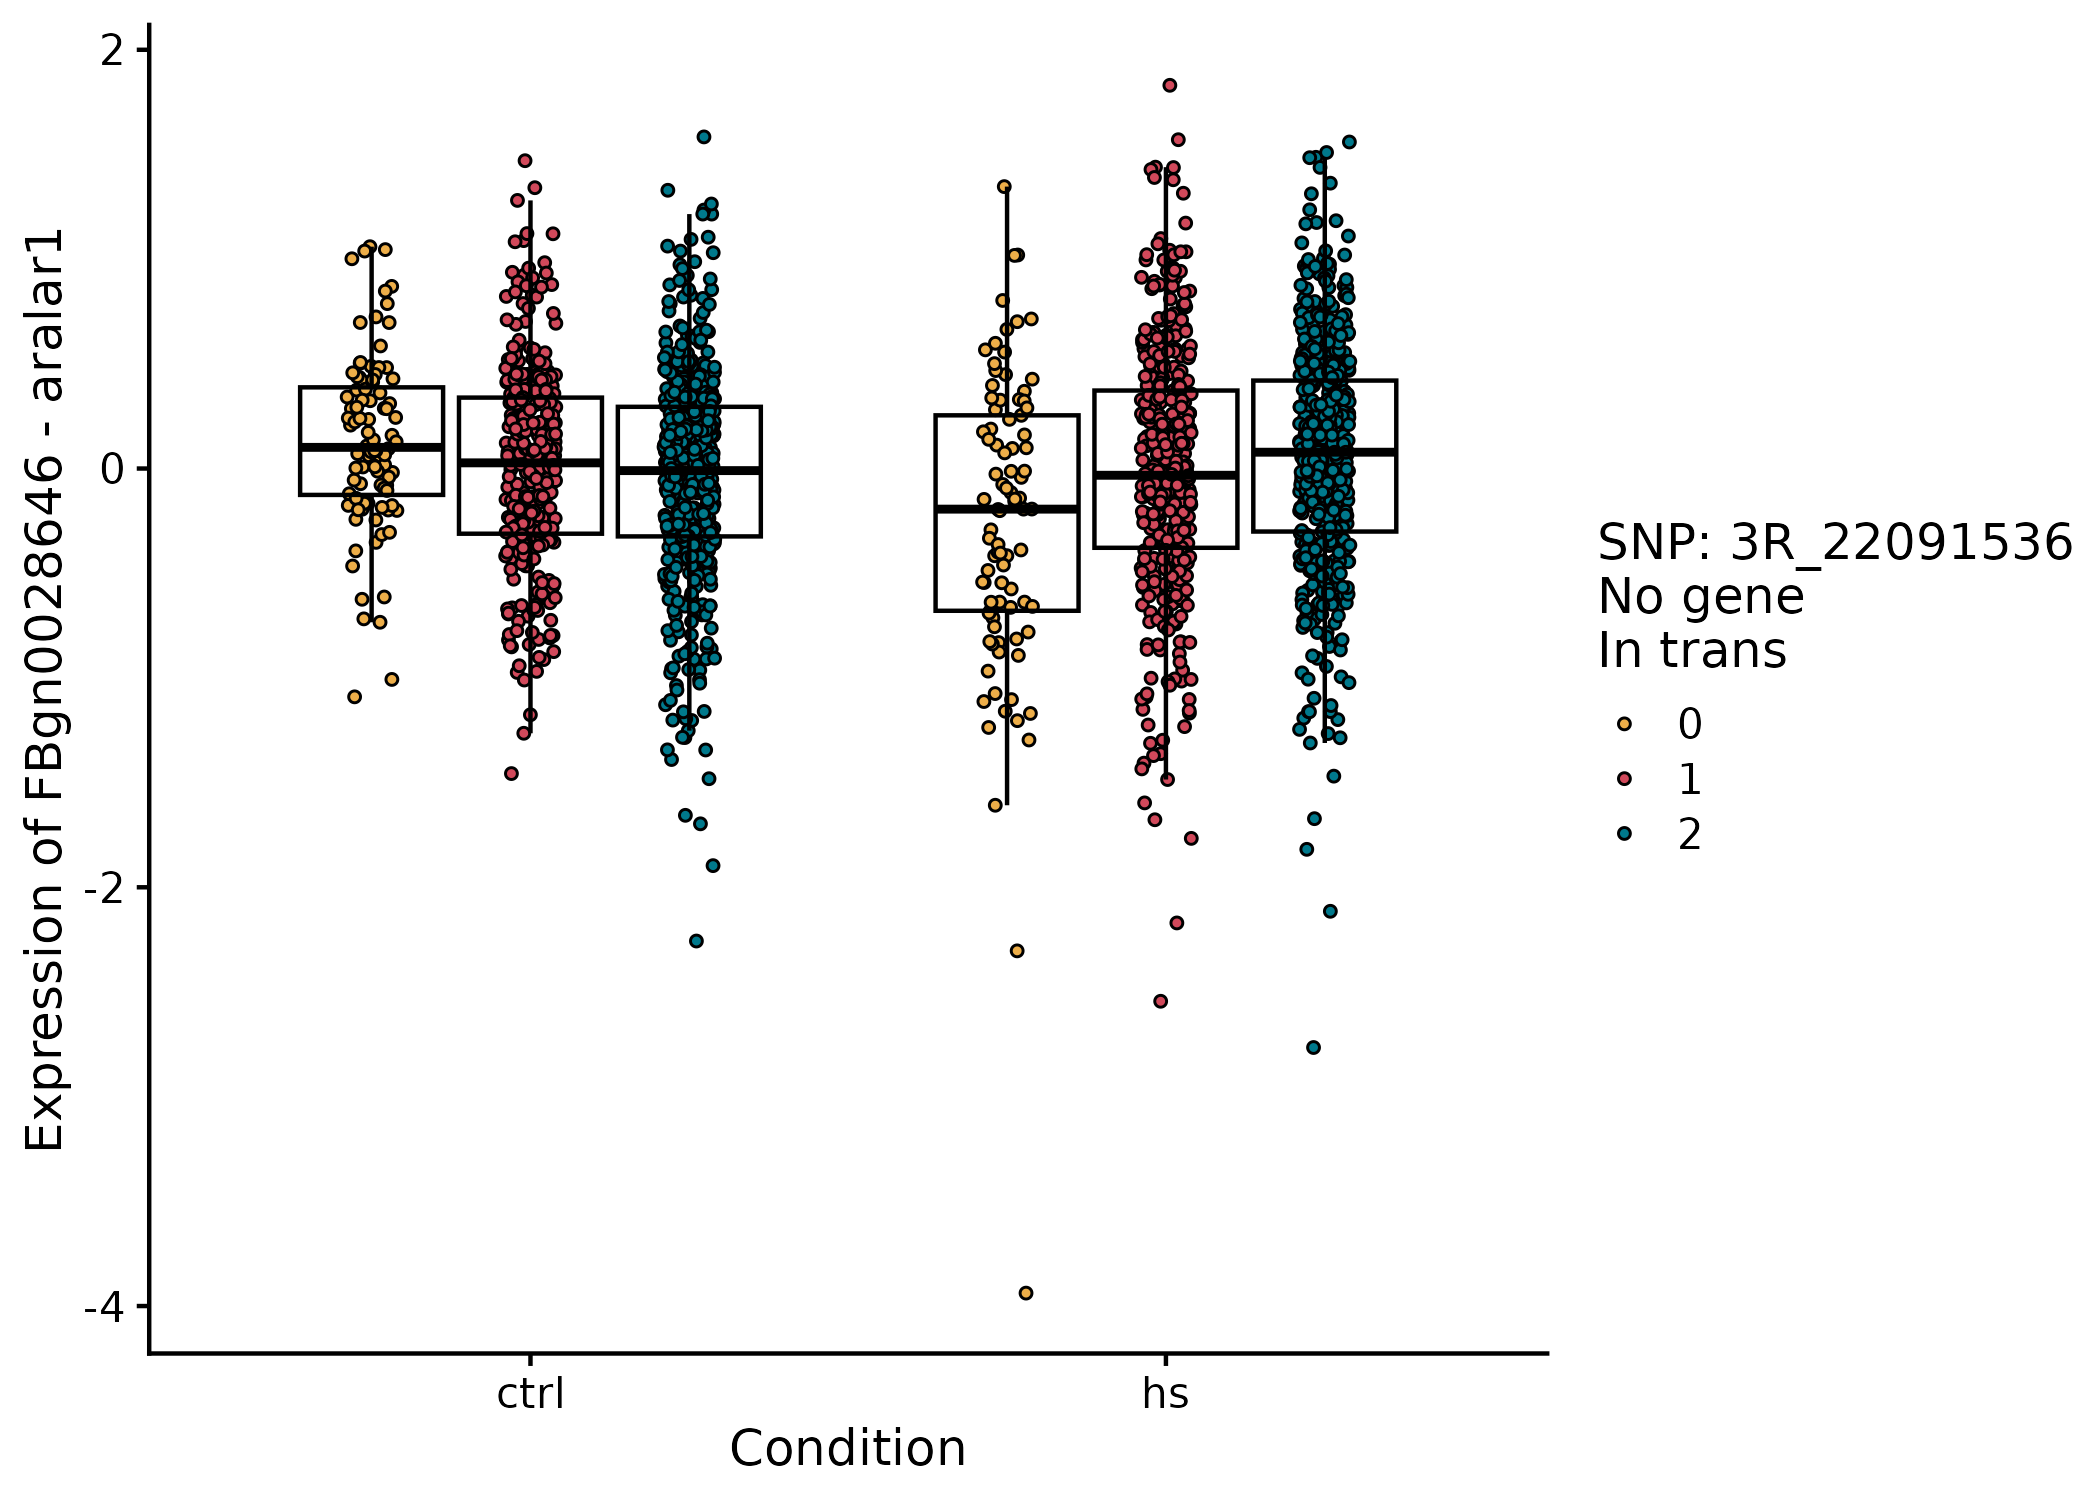 Expression of FBgn0028646 - aralar1
2
0
-2
-4
ctrl
hs
Condition
SNP: 3R_22091536
No gene
In trans
0
1
2